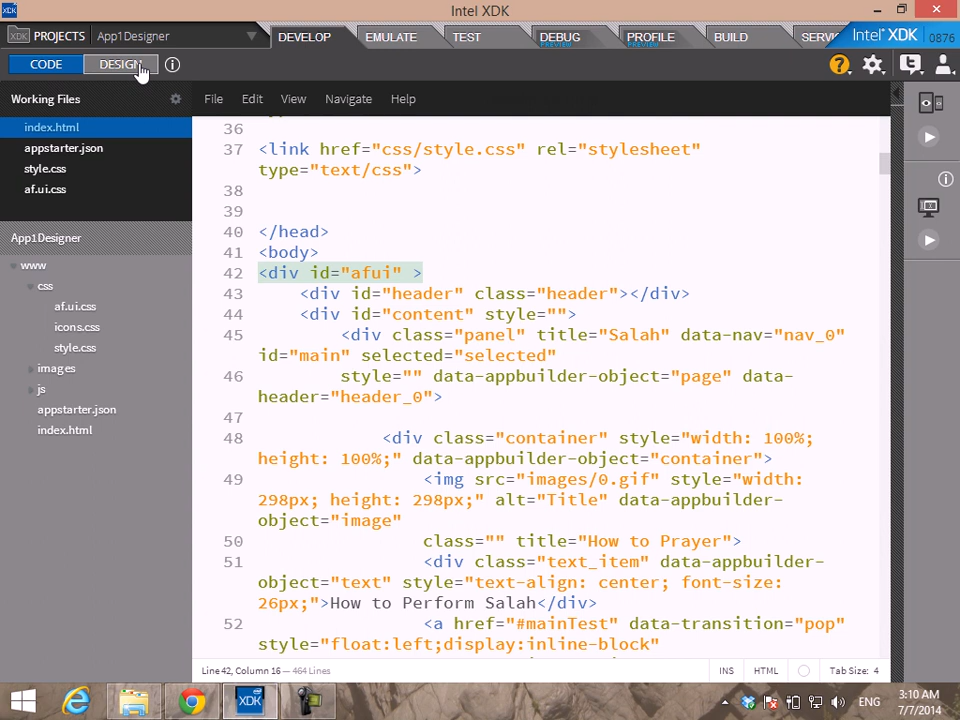 XDK
Intel XDK
XDK PROJECTS App1Designer DEVELOP EMULATE TEST DEBUG PREVIEW PROFILE PREVIEW BUILD Intel® XDK 0876
CODE DESIGN
Working Files
File Edit View Navigate Help
index.html
appstarter.json
style.css
af.ui.css
App1Designer
www
css
af.ui.css
icons.css
style.css
images
js
appstarter.json
index.html
36
37 <link href="css/style.css" rel="stylesheet"
type="text/css">
38
39
40 </head>
41 <body>
42 <div id="afui" >
43 <div id="header" class="header"></div>
44 <div id="content" style="">
45 <div class="panel" title="Salah" data-nav="nav_0"
id="main" selected="selected"
46 style="" data-appbuilder-object="page" data-
header="header_0">
47
48 <div class="container" style="width: 100%;
height: 100%;" data-appbuilder-object="container">
49 <img src="images/0.gif" style="width:
298px; height: 298px;" alt="Title" data-appbuilder-
object="image"
50 class="" title="How to Prayer">
51 <div class="text_item" data-appbuilder-
object="text" style="text-align: center; font-size:
26px;">How to Perform Salah</div>
52 <a href="#mainTest" data-transition="pop"
style="float:left;display:inline-block"
Line 42, Column 16 — 464 Lines INS HTML Tab Size: 4
XDK
ENG
3:10 AM
7/7/2014